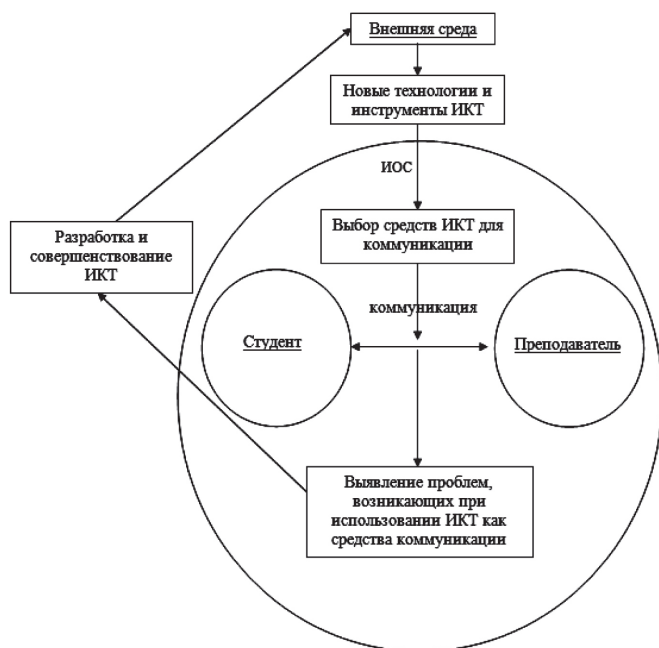 Внешняя среда
Новые технологии и
инструменты ИКТ
ИОС
Выбор средств ИКТ для
коммуникации
Разработка и
совершенствование
ИКТ
коммуникация
Студент
Преподаватель
Выявление проблем,
возникающих при
использовании ИКТ как
средства коммуникации